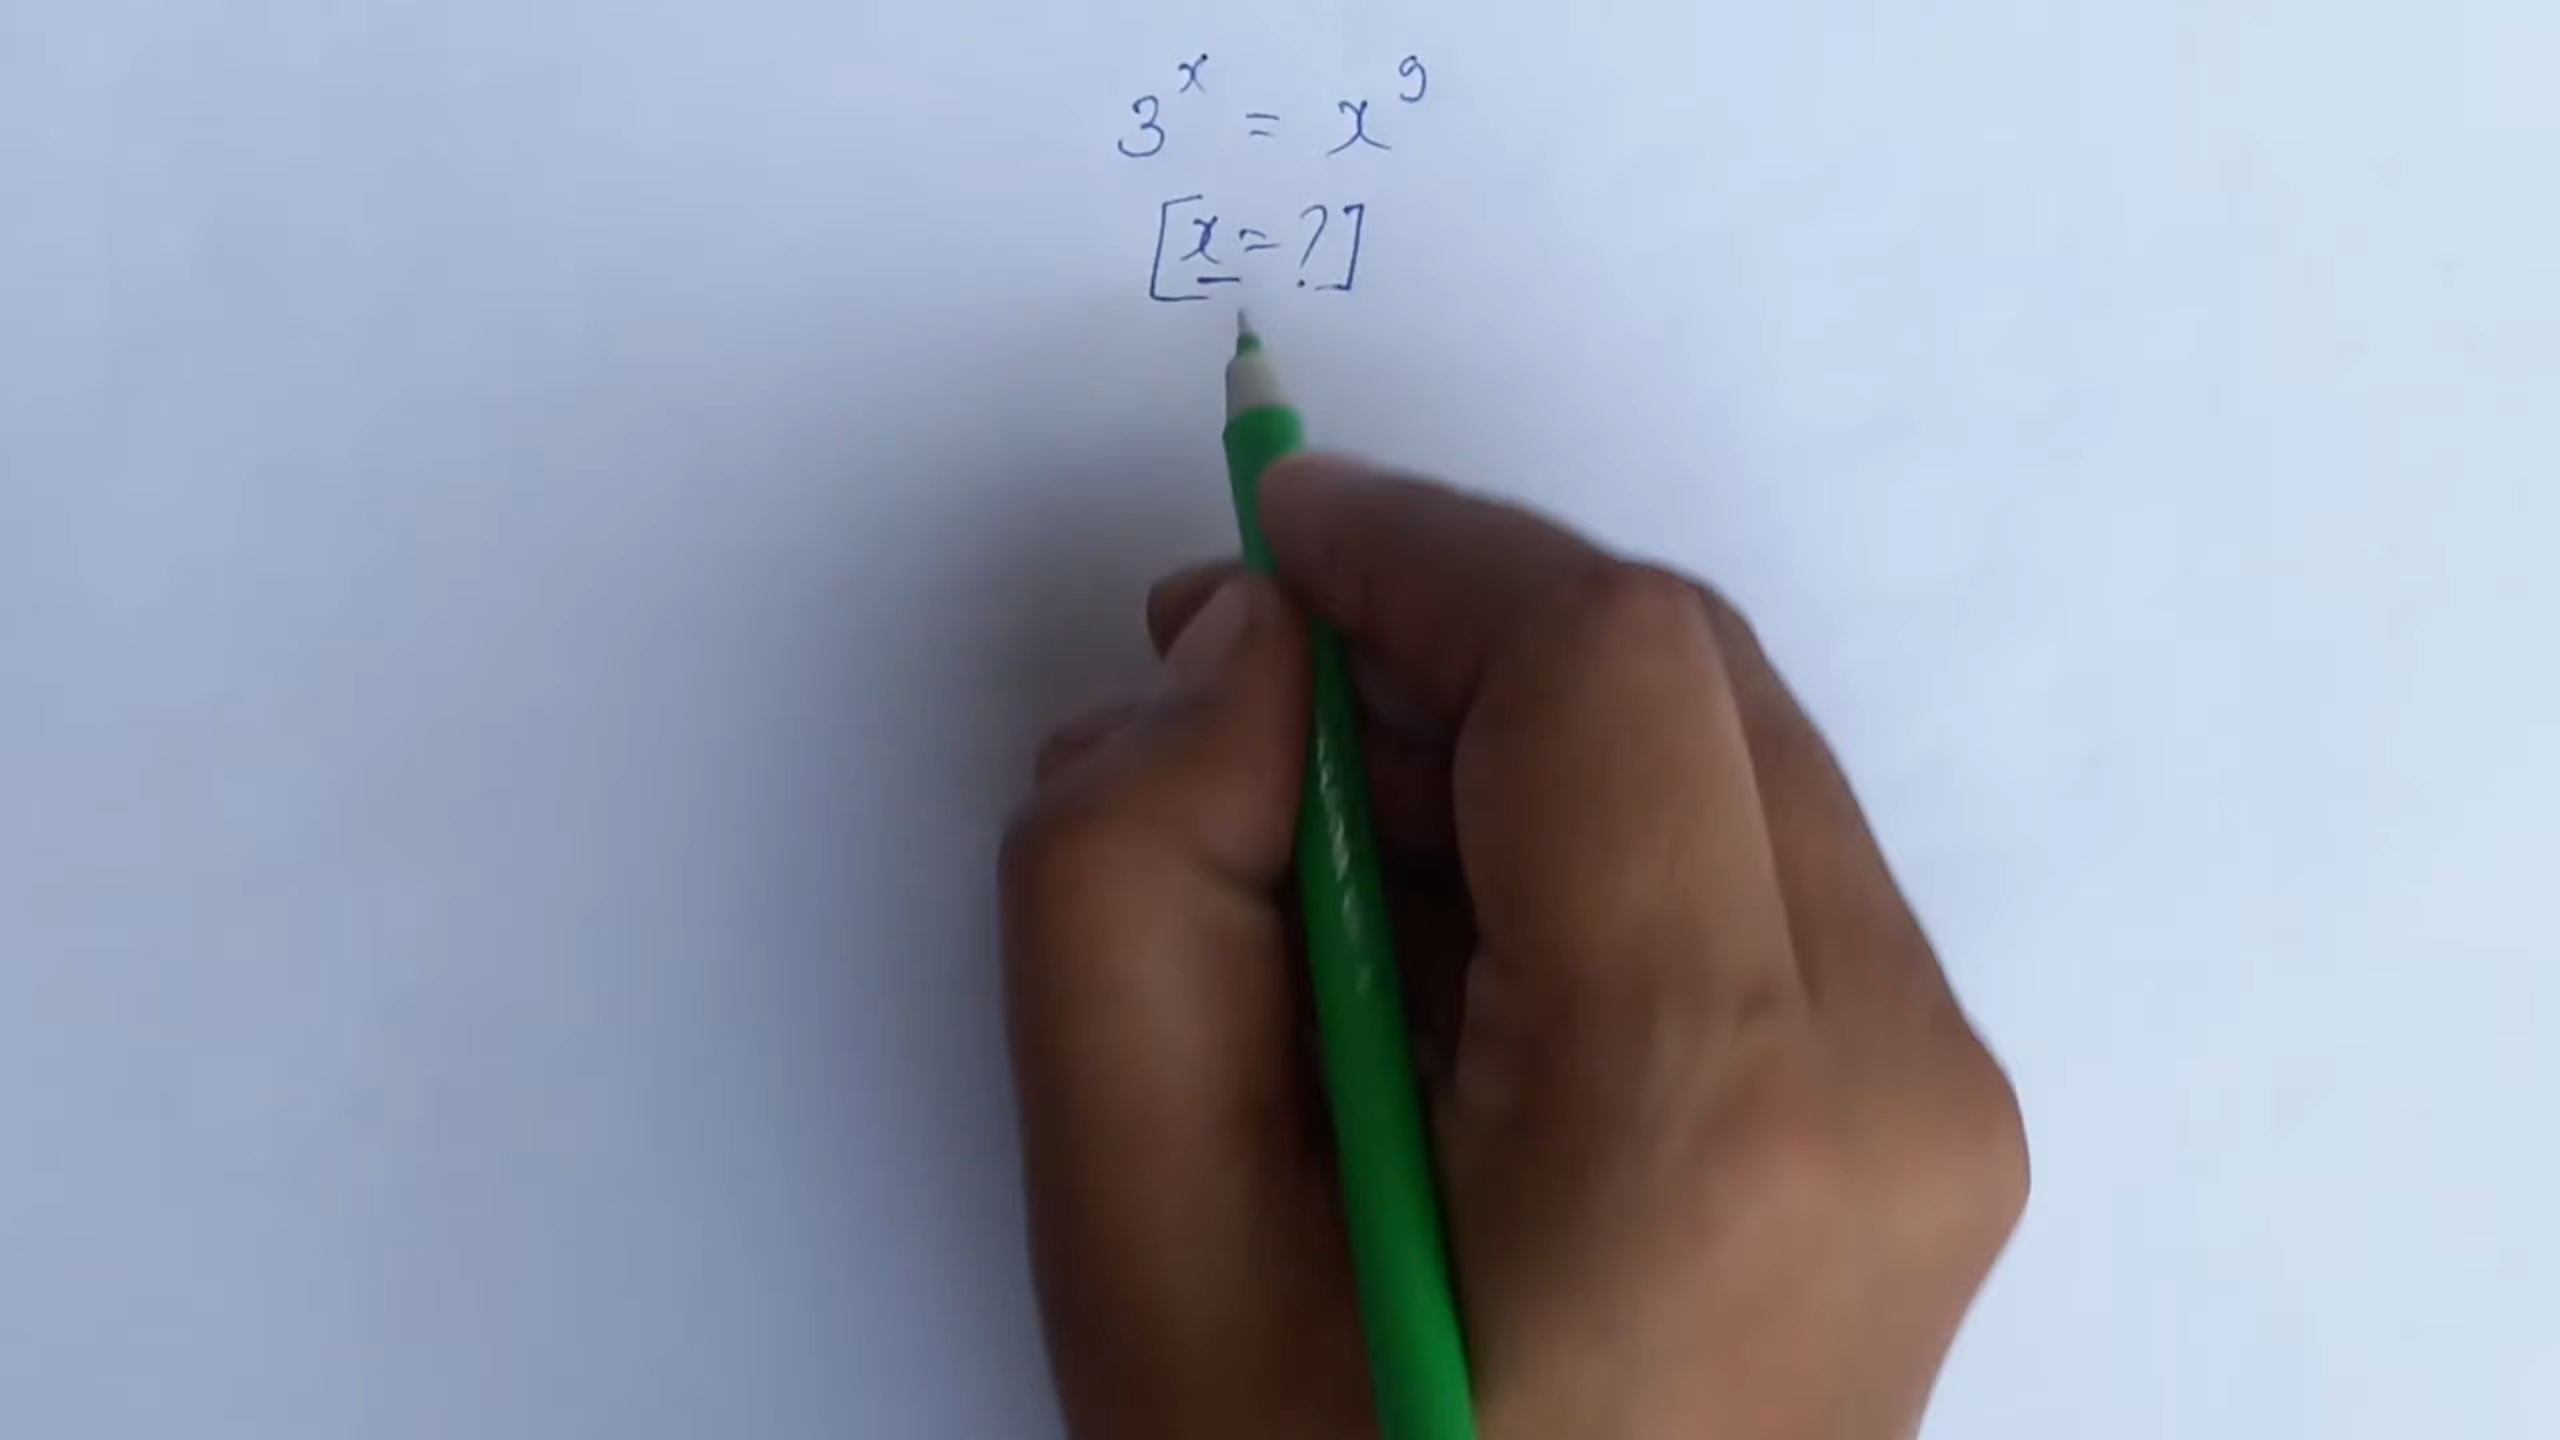 3^x = x^9
[x = ?]